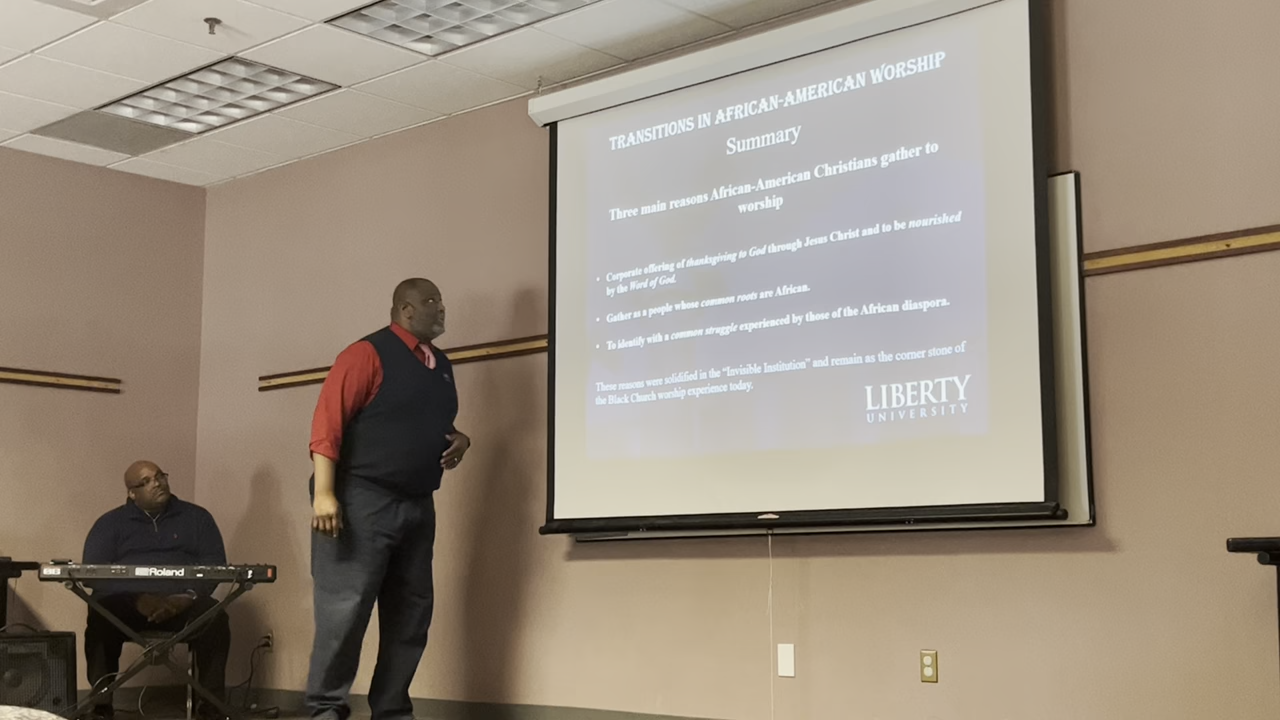 TRANSITIONS IN AFRICAN-AMERICAN WORSHIP
Summary
Three main reasons African-American Christians gather to
worship
• Corporate offering of thanksgiving to God through Jesus Christ and to be nourished
by the Word of God.
• Gather as a people whose common roots are African.
• To identify with a common struggle experienced by those of the African diaspora.
These reasons were solidified in the “Invisible Institution” and remain as the corner stone of
the Black Church worship experience today.
LIBERTY
UNIVERSITY
Roland